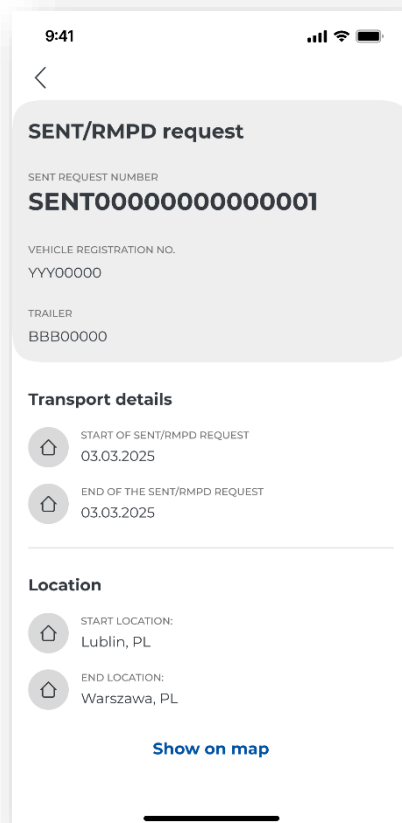 9:41
SENT/RMPD request
SENT REQUEST NUMBER
SENT00000000000001
VEHICLE REGISTRATION NO.
YYY00000
TRAILER
BBB00000
Transport details
START OF SENT/RMPD REQUEST
03.03.2025
END OF THE SENT/RMPD REQUEST
03.03.2025
Location
START LOCATION:
Lublin, PL
END LOCATION:
Warszawa, PL
Show on map